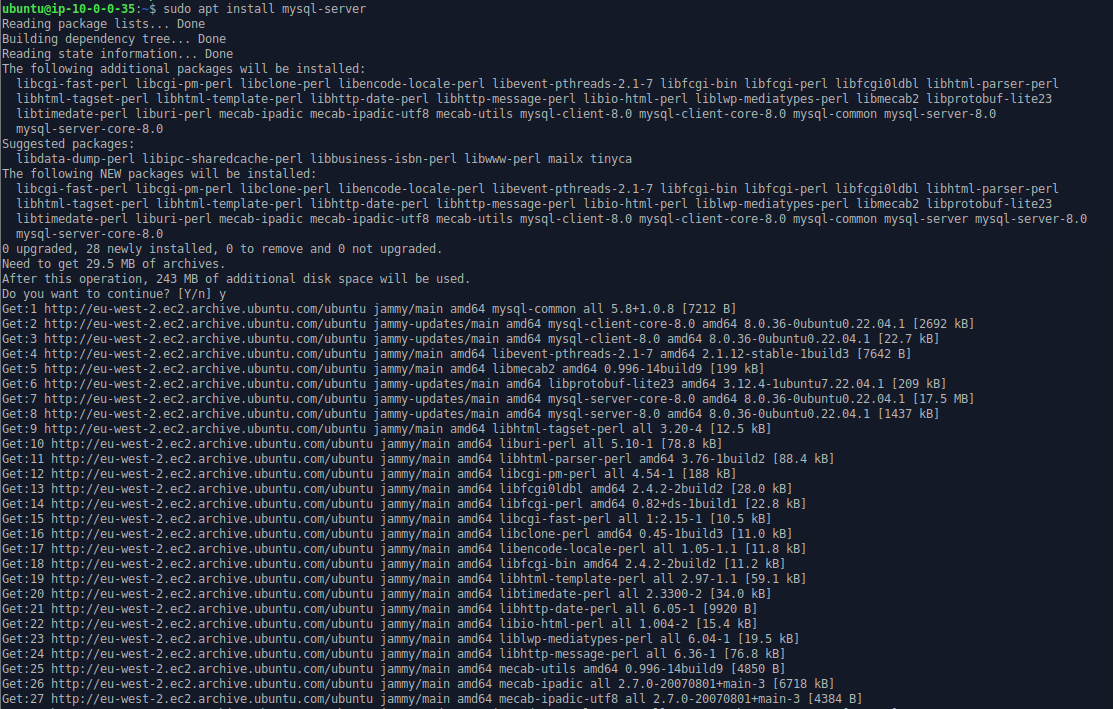 ubuntu@ip-10-0-0-35:~$ sudo apt install mysql-server
Reading package lists... Done
Building dependency tree... Done
Reading state information... Done
The following additional packages will be installed:
  libcgi-fast-perl libcgi-pm-perl libclone-perl libencode-locale-perl libevent-pthreads-2.1-7 libfcgi-bin libfcgi-perl libfcgi0ldbl libhtml-parser-perl
  libhtml-tagset-perl libhtml-template-perl libhttp-date-perl libhttp-message-perl libio-html-perl liblwp-mediatypes-perl libmecab2 libprotobuf-lite23
  libtimedate-perl liburi-perl mecab-ipadic mecab-ipadic-utf8 mecab-utils mysql-client-8.0 mysql-client-core-8.0 mysql-common mysql-server-8.0
  mysql-server-core-8.0
Suggested packages:
  libdata-dump-perl libipc-sharedcache-perl libbusiness-isbn-perl libwww-perl mailx tinyca
The following NEW packages will be installed:
  libcgi-fast-perl libcgi-pm-perl libclone-perl libencode-locale-perl libevent-pthreads-2.1-7 libfcgi-bin libfcgi-perl libfcgi0ldbl libhtml-parser-perl
  libhtml-tagset-perl libhtml-template-perl libhttp-date-perl libhttp-message-perl libio-html-perl liblwp-mediatypes-perl libmecab2 libprotobuf-lite23
  libtimedate-perl liburi-perl mecab-ipadic mecab-ipadic-utf8 mecab-utils mysql-client-8.0 mysql-client-core-8.0 mysql-common mysql-server mysql-server-8.0
  mysql-server-core-8.0
0 upgraded, 28 newly installed, 0 to remove and 0 not upgraded.
Need to get 29.5 MB of archives.
After this operation, 243 MB of additional disk space will be used.
Do you want to continue? [Y/n] y
Get:1 http://eu-west-2.ec2.archive.ubuntu.com/ubuntu jammy/main amd64 mysql-common all 5.8+1.0.8 [7212 B]
Get:2 http://eu-west-2.ec2.archive.ubuntu.com/ubuntu jammy-updates/main amd64 mysql-client-core-8.0 amd64 8.0.36-0ubuntu0.22.04.1 [2692 kB]
Get:3 http://eu-west-2.ec2.archive.ubuntu.com/ubuntu jammy-updates/main amd64 mysql-client-8.0 amd64 8.0.36-0ubuntu0.22.04.1 [22.7 kB]
Get:4 http://eu-west-2.ec2.archive.ubuntu.com/ubuntu jammy/main amd64 libevent-pthreads-2.1-7 amd64 2.1.12-stable-1build3 [7642 B]
Get:5 http://eu-west-2.ec2.archive.ubuntu.com/ubuntu jammy/main amd64 libmecab2 amd64 0.996-14build9 [199 kB]
Get:6 http://eu-west-2.ec2.archive.ubuntu.com/ubuntu jammy-updates/main amd64 libprotobuf-lite23 amd64 3.12.4-1ubuntu7.22.04.1 [209 kB]
Get:7 http://eu-west-2.ec2.archive.ubuntu.com/ubuntu jammy-updates/main amd64 mysql-server-core-8.0 amd64 8.0.36-0ubuntu0.22.04.1 [17.5 MB]
Get:8 http://eu-west-2.ec2.archive.ubuntu.com/ubuntu jammy-updates/main amd64 mysql-server-8.0 amd64 8.0.36-0ubuntu0.22.04.1 [1437 kB]
Get:9 http://eu-west-2.ec2.archive.ubuntu.com/ubuntu jammy/main amd64 libhtml-tagset-perl all 3.20-4 [12.5 kB]
Get:10 http://eu-west-2.ec2.archive.ubuntu.com/ubuntu jammy/main amd64 liburi-perl all 5.10-1 [78.8 kB]
Get:11 http://eu-west-2.ec2.archive.ubuntu.com/ubuntu jammy/main amd64 libhtml-parser-perl amd64 3.76-1build2 [88.4 kB]
Get:12 http://eu-west-2.ec2.archive.ubuntu.com/ubuntu jammy/main amd64 libcgi-pm-perl all 4.54-1 [188 kB]
Get:13 http://eu-west-2.ec2.archive.ubuntu.com/ubuntu jammy/main amd64 libfcgi0ldbl amd64 2.4.2-2build2 [28.0 kB]
Get:14 http://eu-west-2.ec2.archive.ubuntu.com/ubuntu jammy/main amd64 libfcgi-perl amd64 0.82+ds-1build1 [22.8 kB]
Get:15 http://eu-west-2.ec2.archive.ubuntu.com/ubuntu jammy/main amd64 libcgi-fast-perl all 1:2.15-1 [10.5 kB]
Get:16 http://eu-west-2.ec2.archive.ubuntu.com/ubuntu jammy/main amd64 libclone-perl amd64 0.45-1build3 [11.0 kB]
Get:17 http://eu-west-2.ec2.archive.ubuntu.com/ubuntu jammy/main amd64 libencode-locale-perl all 1.05-1.1 [11.8 kB]
Get:18 http://eu-west-2.ec2.archive.ubuntu.com/ubuntu jammy/main amd64 libfcgi-bin amd64 2.4.2-2build2 [11.2 kB]
Get:19 http://eu-west-2.ec2.archive.ubuntu.com/ubuntu jammy/main amd64 libhtml-template-perl all 2.97-1.1 [59.1 kB]
Get:20 http://eu-west-2.ec2.archive.ubuntu.com/ubuntu jammy/main amd64 libtimedate-perl all 2.3300-2 [34.0 kB]
Get:21 http://eu-west-2.ec2.archive.ubuntu.com/ubuntu jammy/main amd64 libhttp-date-perl all 6.05-1 [9920 B]
Get:22 http://eu-west-2.ec2.archive.ubuntu.com/ubuntu jammy/main amd64 libio-html-perl all 1.004-2 [15.4 kB]
Get:23 http://eu-west-2.ec2.archive.ubuntu.com/ubuntu jammy/main amd64 liblwp-mediatypes-perl all 6.04-1 [19.5 kB]
Get:24 http://eu-west-2.ec2.archive.ubuntu.com/ubuntu jammy/main amd64 libhttp-message-perl all 6.36-1 [76.8 kB]
Get:25 http://eu-west-2.ec2.archive.ubuntu.com/ubuntu jammy/main amd64 mecab-utils amd64 0.996-14build9 [4850 B]
Get:26 http://eu-west-2.ec2.archive.ubuntu.com/ubuntu jammy/main amd64 mecab-ipadic all 2.7.0-20070801+main-3 [6718 kB]
Get:27 http://eu-west-2.ec2.archive.ubuntu.com/ubuntu jammy/main amd64 mecab-ipadic-utf8 all 2.7.0-20070801+main-3 [4384 B]